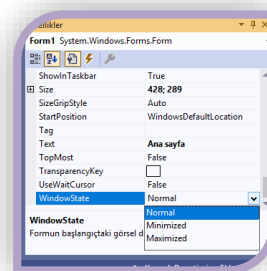 Form1 System.Windows.Forms.Form
ShowInTaskbar True
Size 428; 289
SizeGripStyle Auto
StartPosition WindowsDefaultLocation
Tag
Text Ana sayfa
TopMost False
TransparencyKey
UseWaitCursor False
WindowState Normal
Normal
WindowState Minimized
Formun başlangıçtaki görsel d Maximized